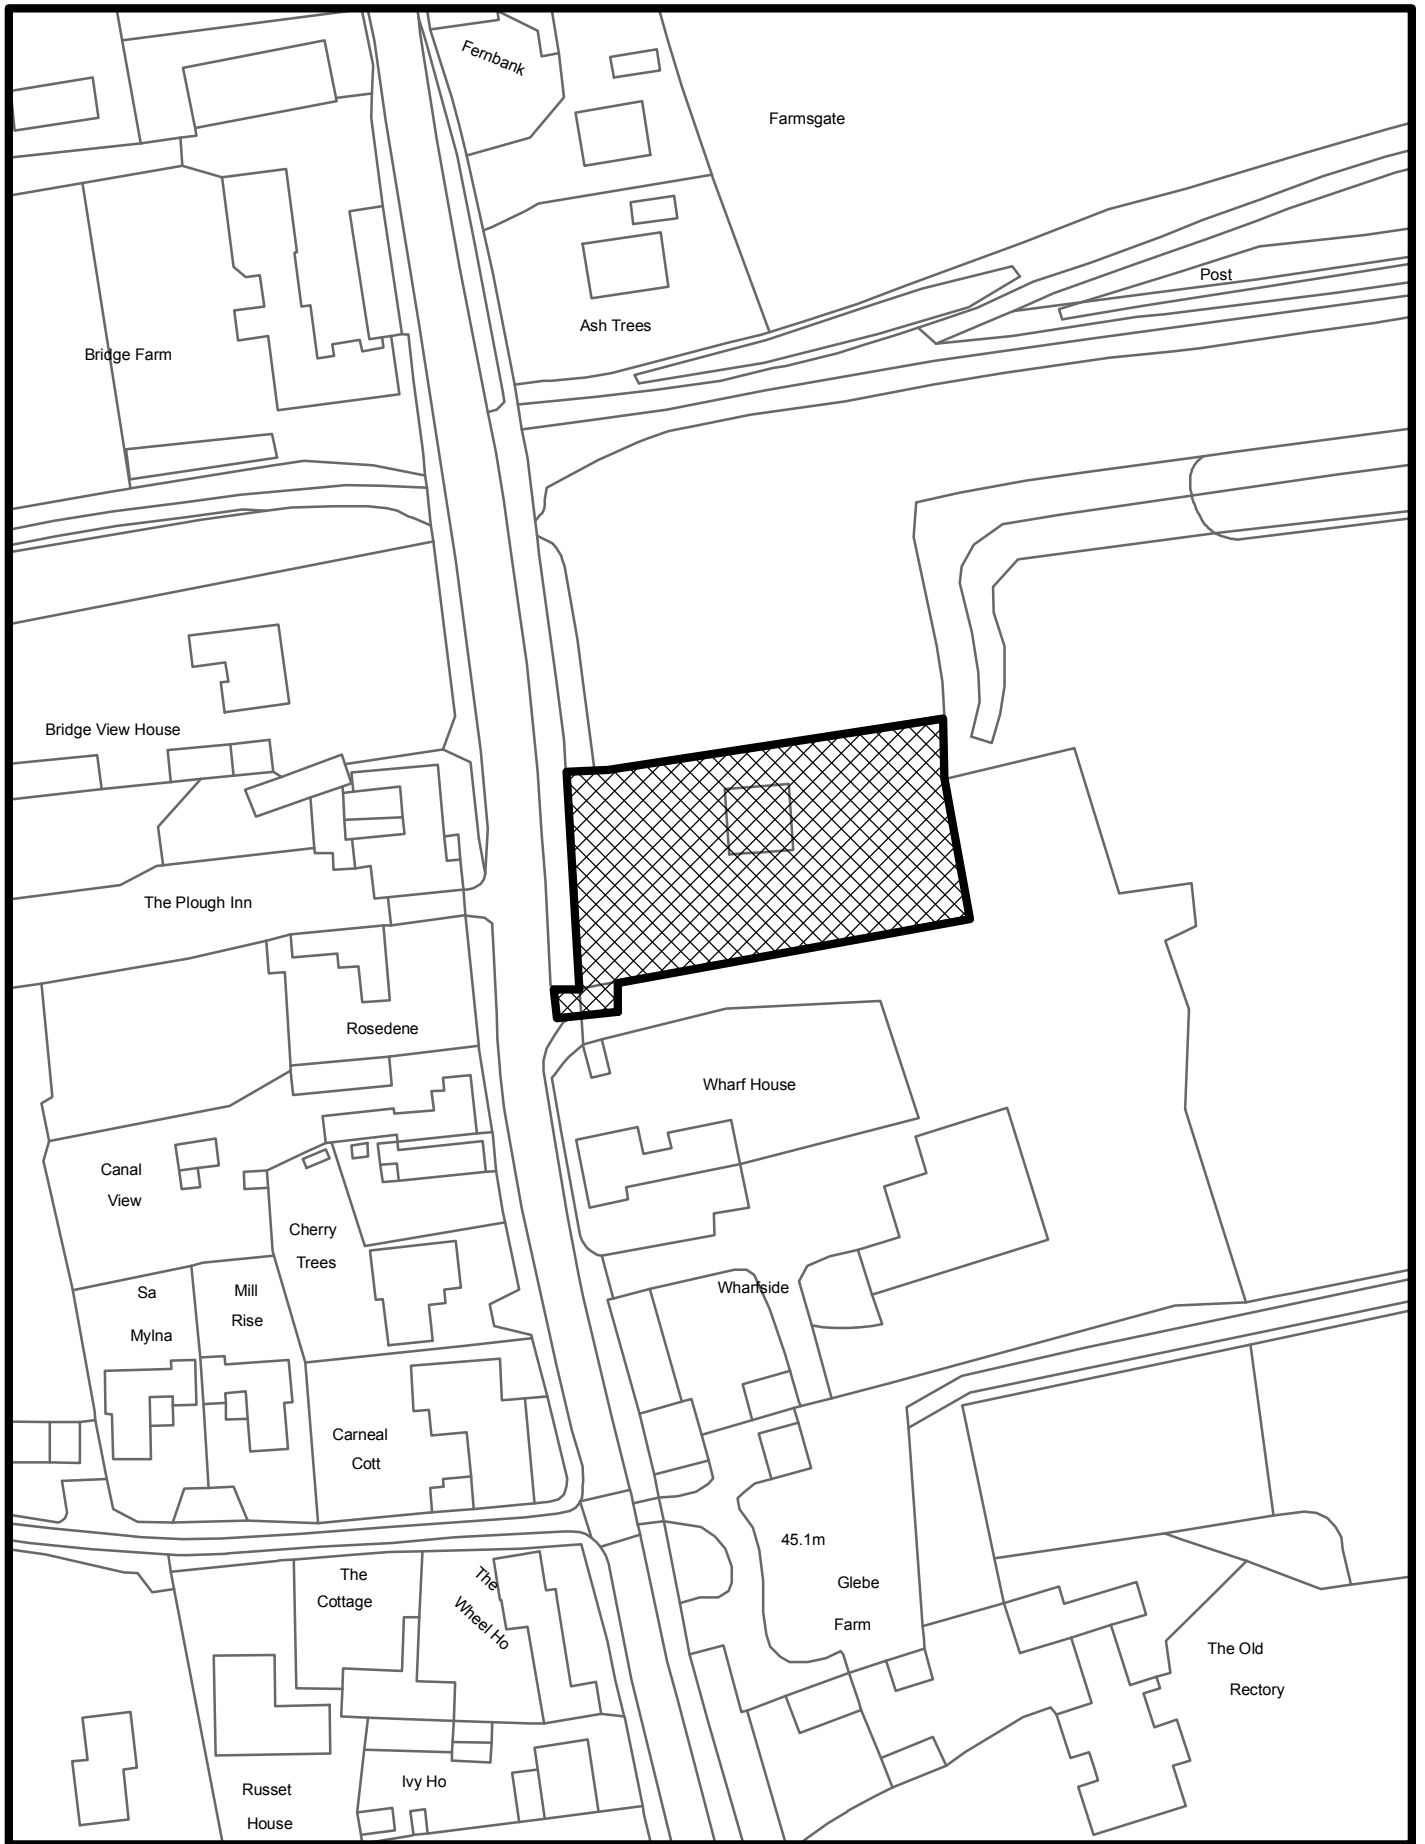 Fernbank
Farmsgate
Post
Ash Trees
Bridge Farm
Bridge View House
The Plough Inn
Rosedene
Wharf House
Canal
View
Cherry
Trees
Wharfside
Sa
Mylna
Mill
Rise
Carneal
Cott
45.1m
Glebe
Farm
The
Cottage
The
Wheel Ho
The Old
Rectory
Russet
House
Ivy Ho